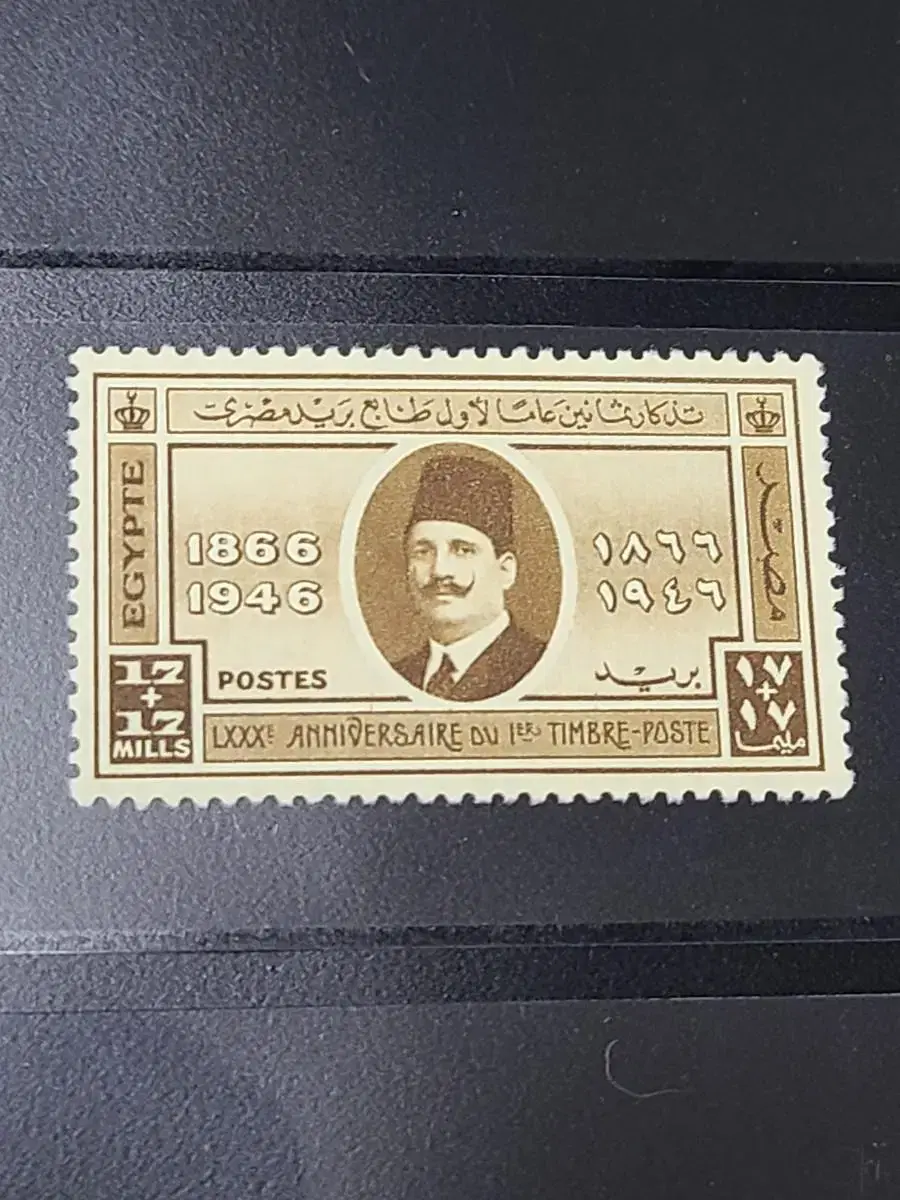 تذكار ثمانين عامًا لأول طابع بريد مصرى
EGYPTE
مصر
1866
1946
١٨٦٦
١٩٤٦
POSTES
بريد
17
+
17
MILLS
LXXXE ANNIVERSAIRE DU 1ER TIMBRE-POSTE
١٧
+
١٧
مليما